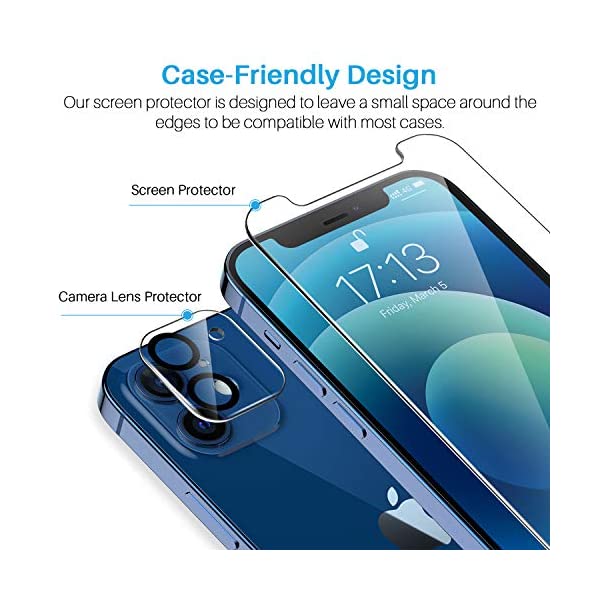 Case-Friendly Design
Our screen protector is designed to leave a small space around the
edges to be compatible with most cases.
Screen Protector
4G
17:13
Friday, March 5
Camera Lens Protector